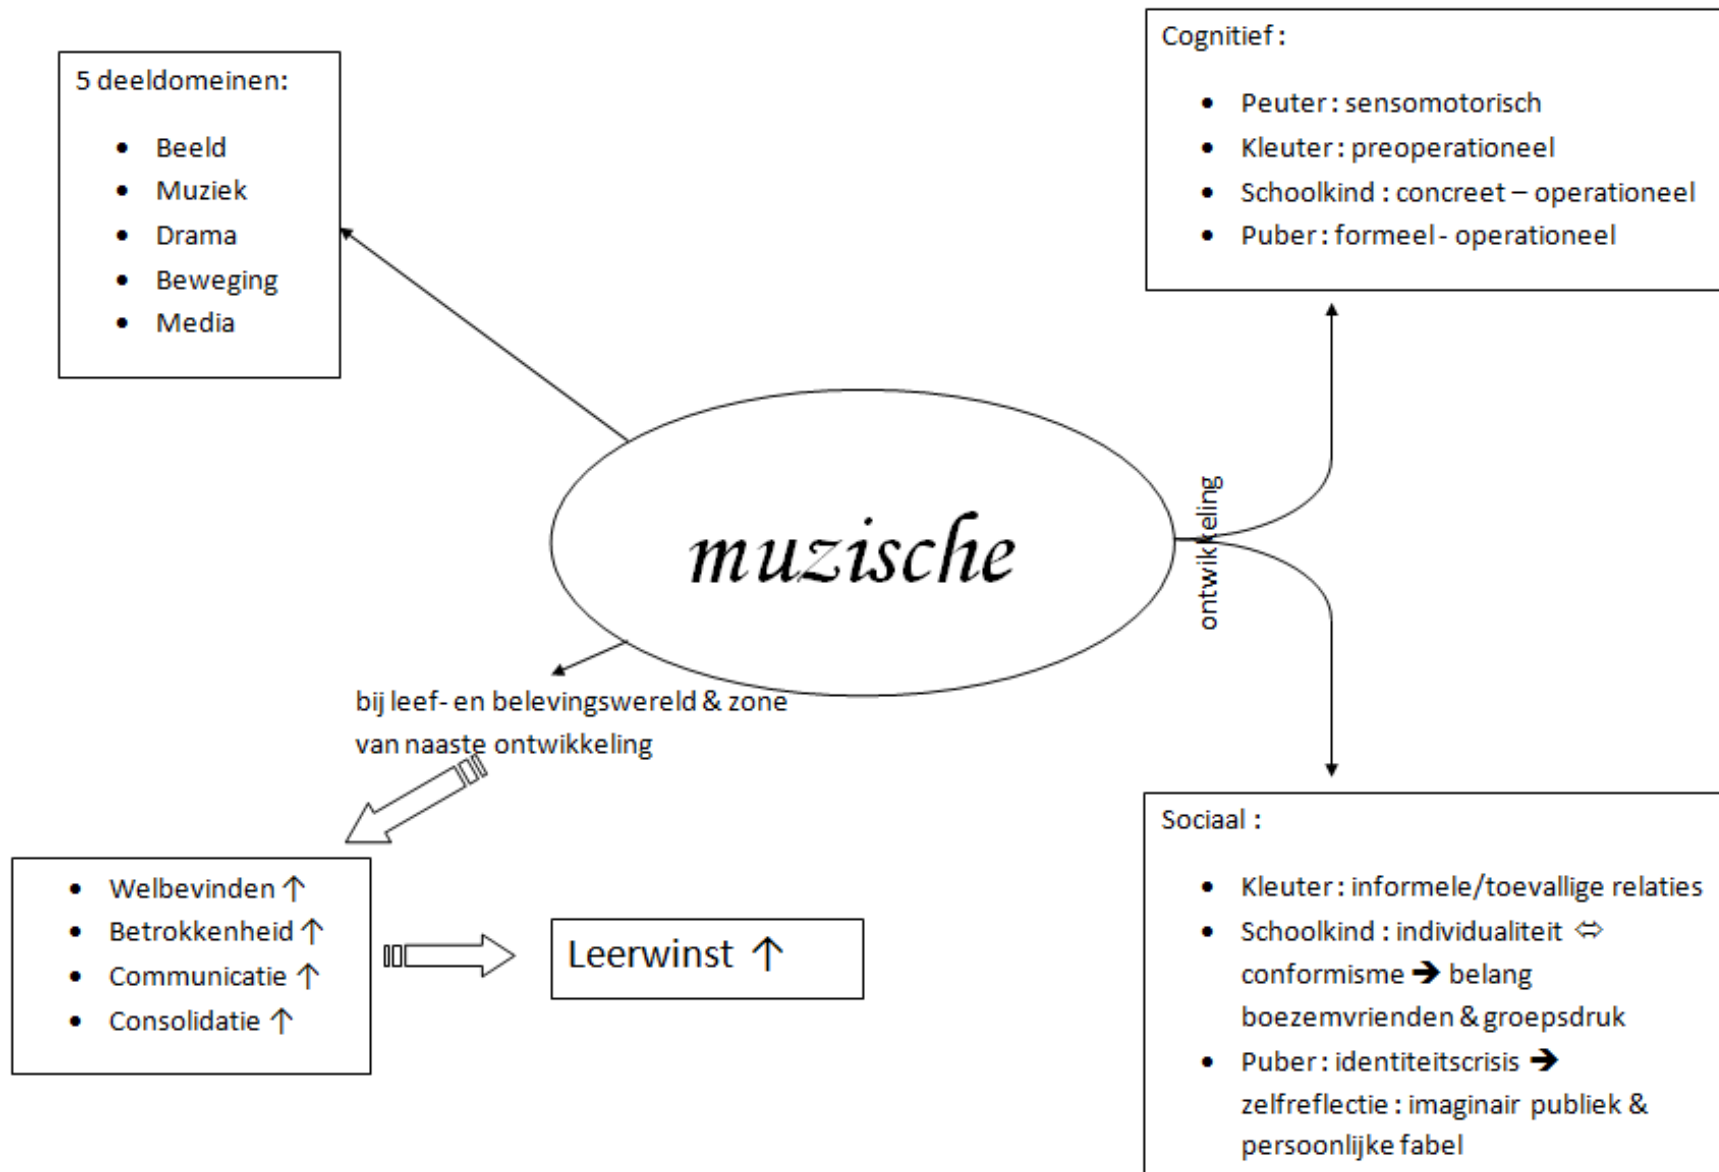 5 deeldomeinen:
• Beeld
• Muziek
• Drama
• Beweging
• Media
Cognitief :
• Peuter : sensomotorisch
• Kleuter : preoperationeel
• Schoolkind : concreet – operationeel
• Puber : formeel - operationeel
muzische
ontwikkeling
bij leef- en belevingswereld & zone
van naaste ontwikkeling
• Welbevinden ↑
• Betrokkenheid ↑
• Communicatie ↑
• Consolidatie ↑
Leerwinst ↑
Sociaal :
• Kleuter : informele/toevallige relaties
• Schoolkind : individualiteit ⇔
conformisme ➔ belang
boezemvrienden & groepsdruk
• Puber : identiteitscrisis ➔
zelfreflectie : imaginair publiek &
persoonlijke fabel